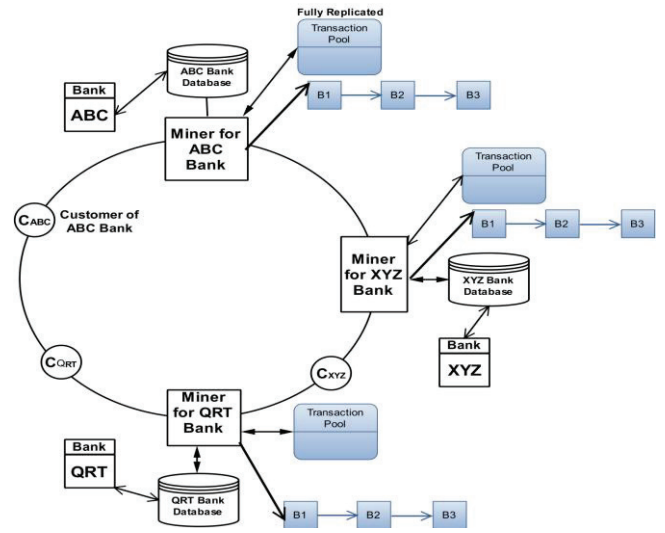 Fully Replicated
Transaction
Pool
ABC Bank
Database
Bank
ABC
B1
B2
B3
Miner for
ABC
Bank
Transaction
Pool
CABC
Customer of
ABC Bank
B1
B2
B3
Miner
for XYZ
Bank
XYZ Bank
Database
Bank
XYZ
CQRT
CXYZ
Miner
for QRT
Bank
Transaction
Pool
Bank
QRT
QRT Bank
Database
B1
B2
B3